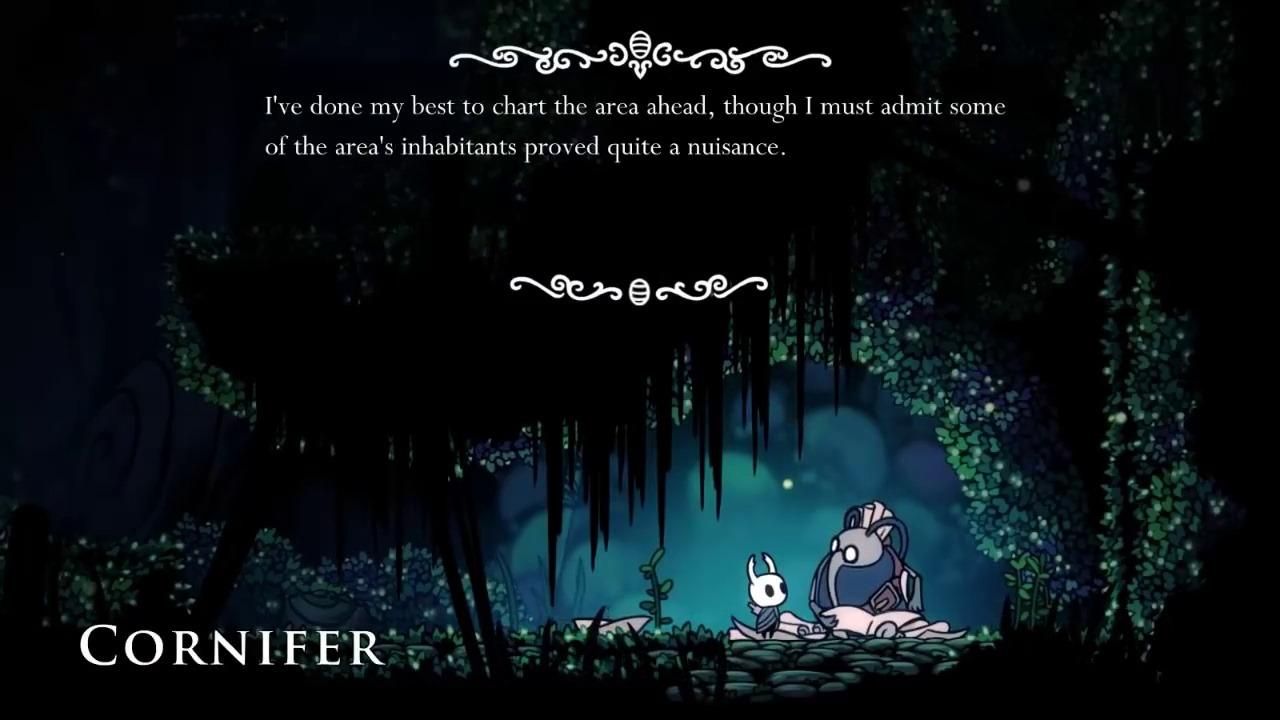 I've done my best to chart the area ahead, though I must admit some
of the area's inhabitants proved quite a nuisance.
CORNIFER